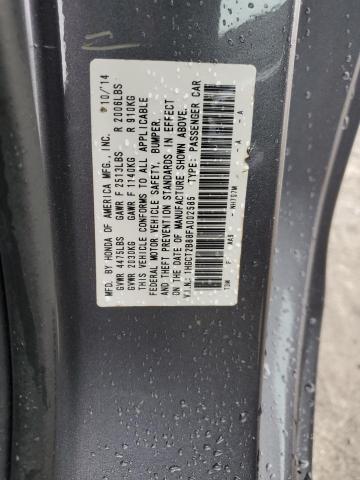 MFD. BY HONDA OF AMERICA MFG., INC. 10/14
GVWR 4475LBS GAWR F 2513LBS R 2006LBS
GVWR 2030KG GAWR F 1140KG R 910KG
THIS VEHICLE CONFORMS TO ALL APPLICABLE
FEDERAL MOTOR VEHICLE SAFETY, BUMPER,
AND THEFT PREVENTION STANDARDS IN EFFECT
ON THE DATE OF MANUFACTURE SHOWN ABOVE.
V.I.N: 1HGCT2B88FA002585 TYPE: PASSENGER CAR
NH707M A A A